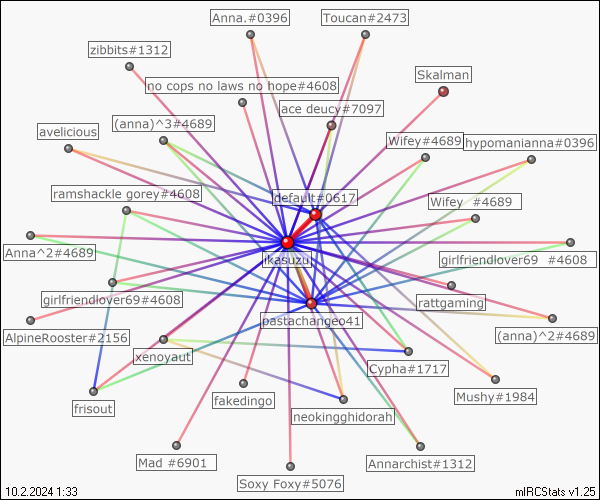 Anna.#0396
Toucan#2473
zibbits#1312
Skalman
no cops no laws no hope#4608
ace deucy#7097
(anna)^3#4689
avelicious
Wifey#4689
hypomanianna#0396
ramshackle gorey#4608
default#0617
Wifey #4689
Anna^2#4689
ikasuzu
girlfriendlover69 #4608
girlfriendlover69#4608
rattgaming
pastachangeo41
AlpineRooster#2156
(anna)^2#4689
xenoyaut
Cypha#1717
Mushy#1984
frisout
fakedingo
neokingghidorah
Mad #6901
Annarchist#1312
Soxy Foxy#5076
10.2.2024 1:33
mIRCStats v1.25